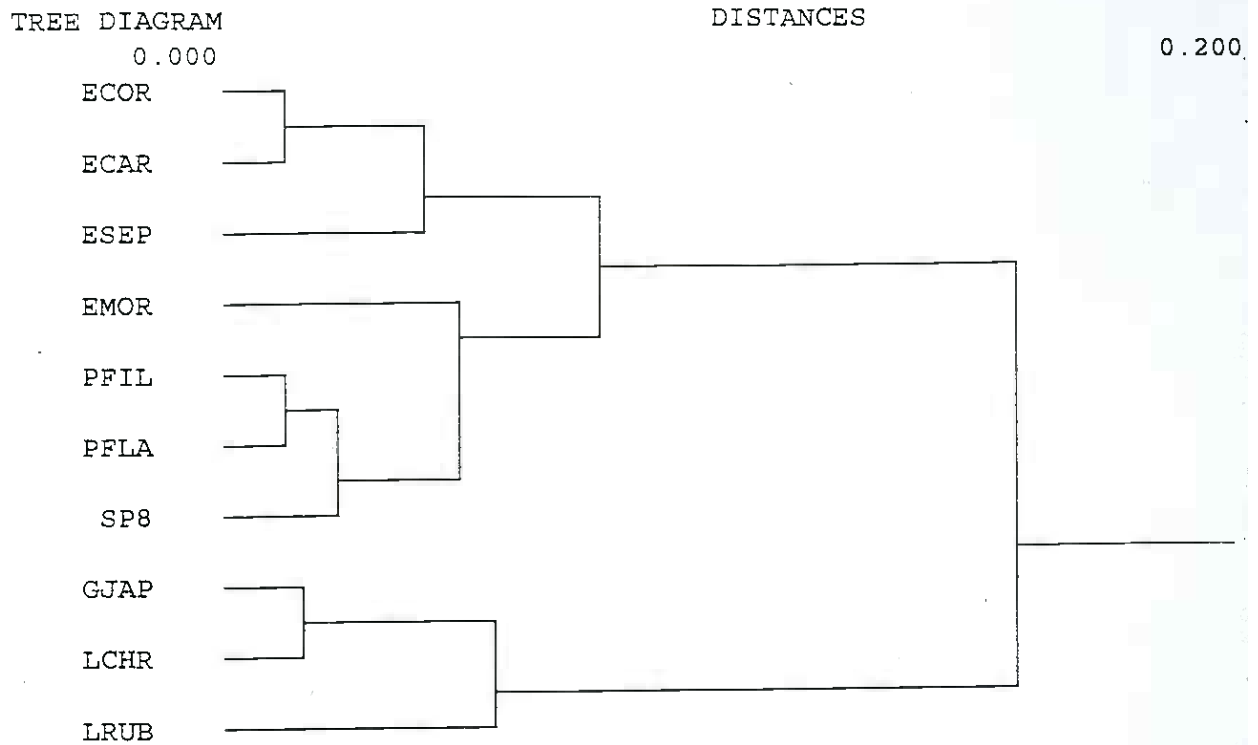 TREE DIAGRAM DISTANCES
0.000 0.200
ECOR
ECAR
ESEP
EMOR
PFIL
PFLA
SP8
GJAP
LCHR
LRUB